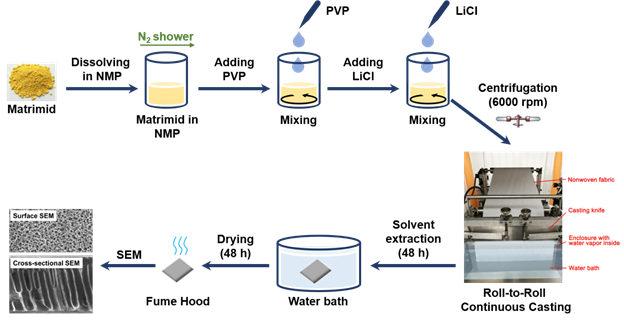 PVP
LiCl
N₂ shower
Dissolving
in NMP
Adding
PVP
Adding
LiCl
Centrifugation
(6000 rpm)
Matrimid
Matrimid in
NMP
Mixing
Mixing
Nonwoven fabric
Casting knife
Enclosure with
water vapor inside
Water bath
Roll-to-Roll
Continuous Casting
Solvent
extraction
(48 h)
Water bath
Drying
(48 h)
Fume Hood
SEM
Surface SEM
Cross-sectional SEM